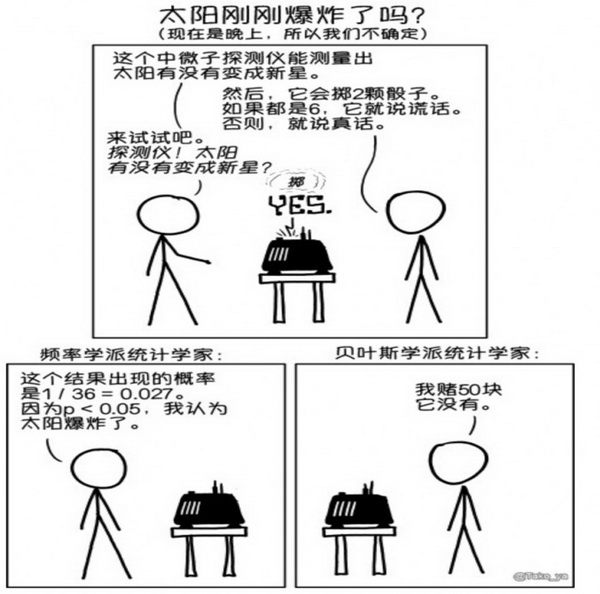 太阳刚刚爆炸了吗？
(现在是晚上，所以我们不确定)
这个中微子探测仪能测量出
太阳有没有变成新星。
然后，它会掷2颗骰子。
如果都是6，它就说谎话。
否则，就说真话。
来试试吧。
探测仪！太阳
有没有变成新星？
掷
YES.
频率学派统计学家：
这个结果出现的概率
是1/36=0.027。
因为p<0.05，我认为
太阳爆炸了。
贝叶斯学派统计学家：
我赌50块
它没有。